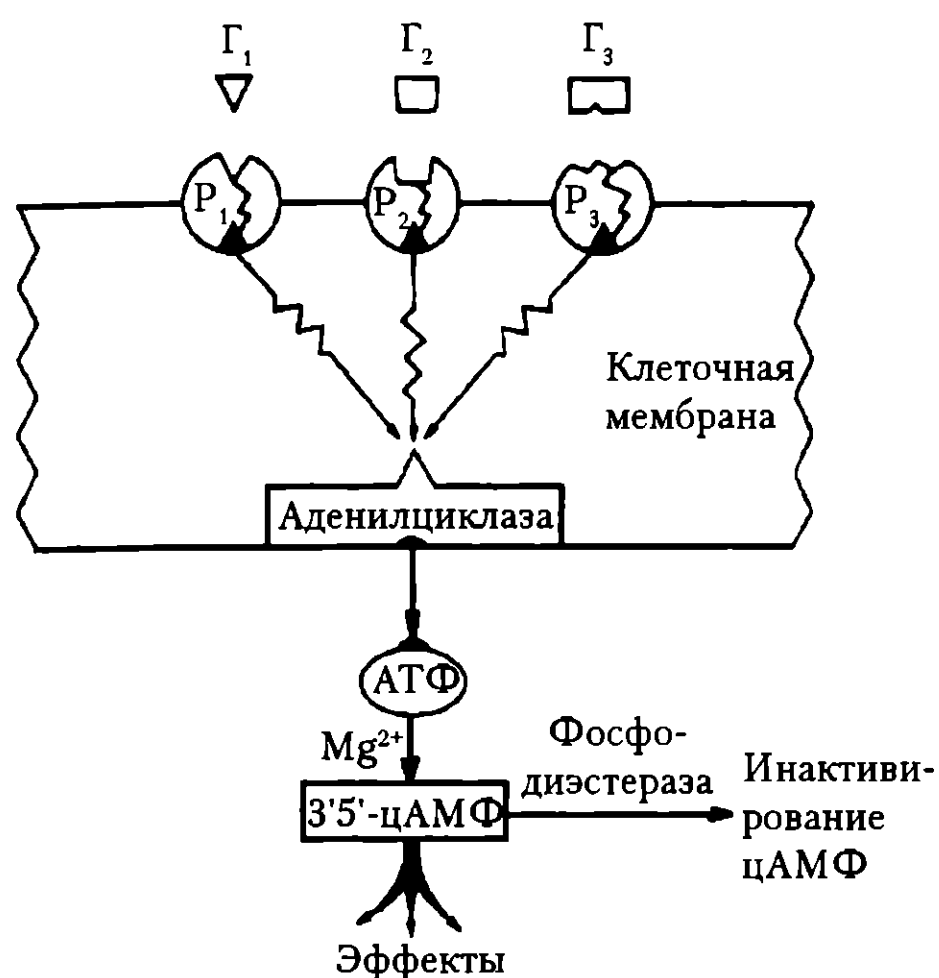 Г₁ Г₂ Г₃
Р₁ Р₂ Р₃
Клеточная
мембрана
Аденилциклаза
АТФ
Mg²⁺
Фосфо-
диэстераза
3'5'-цАМФ
Инактиви-
рование
цАМФ
Эффекты